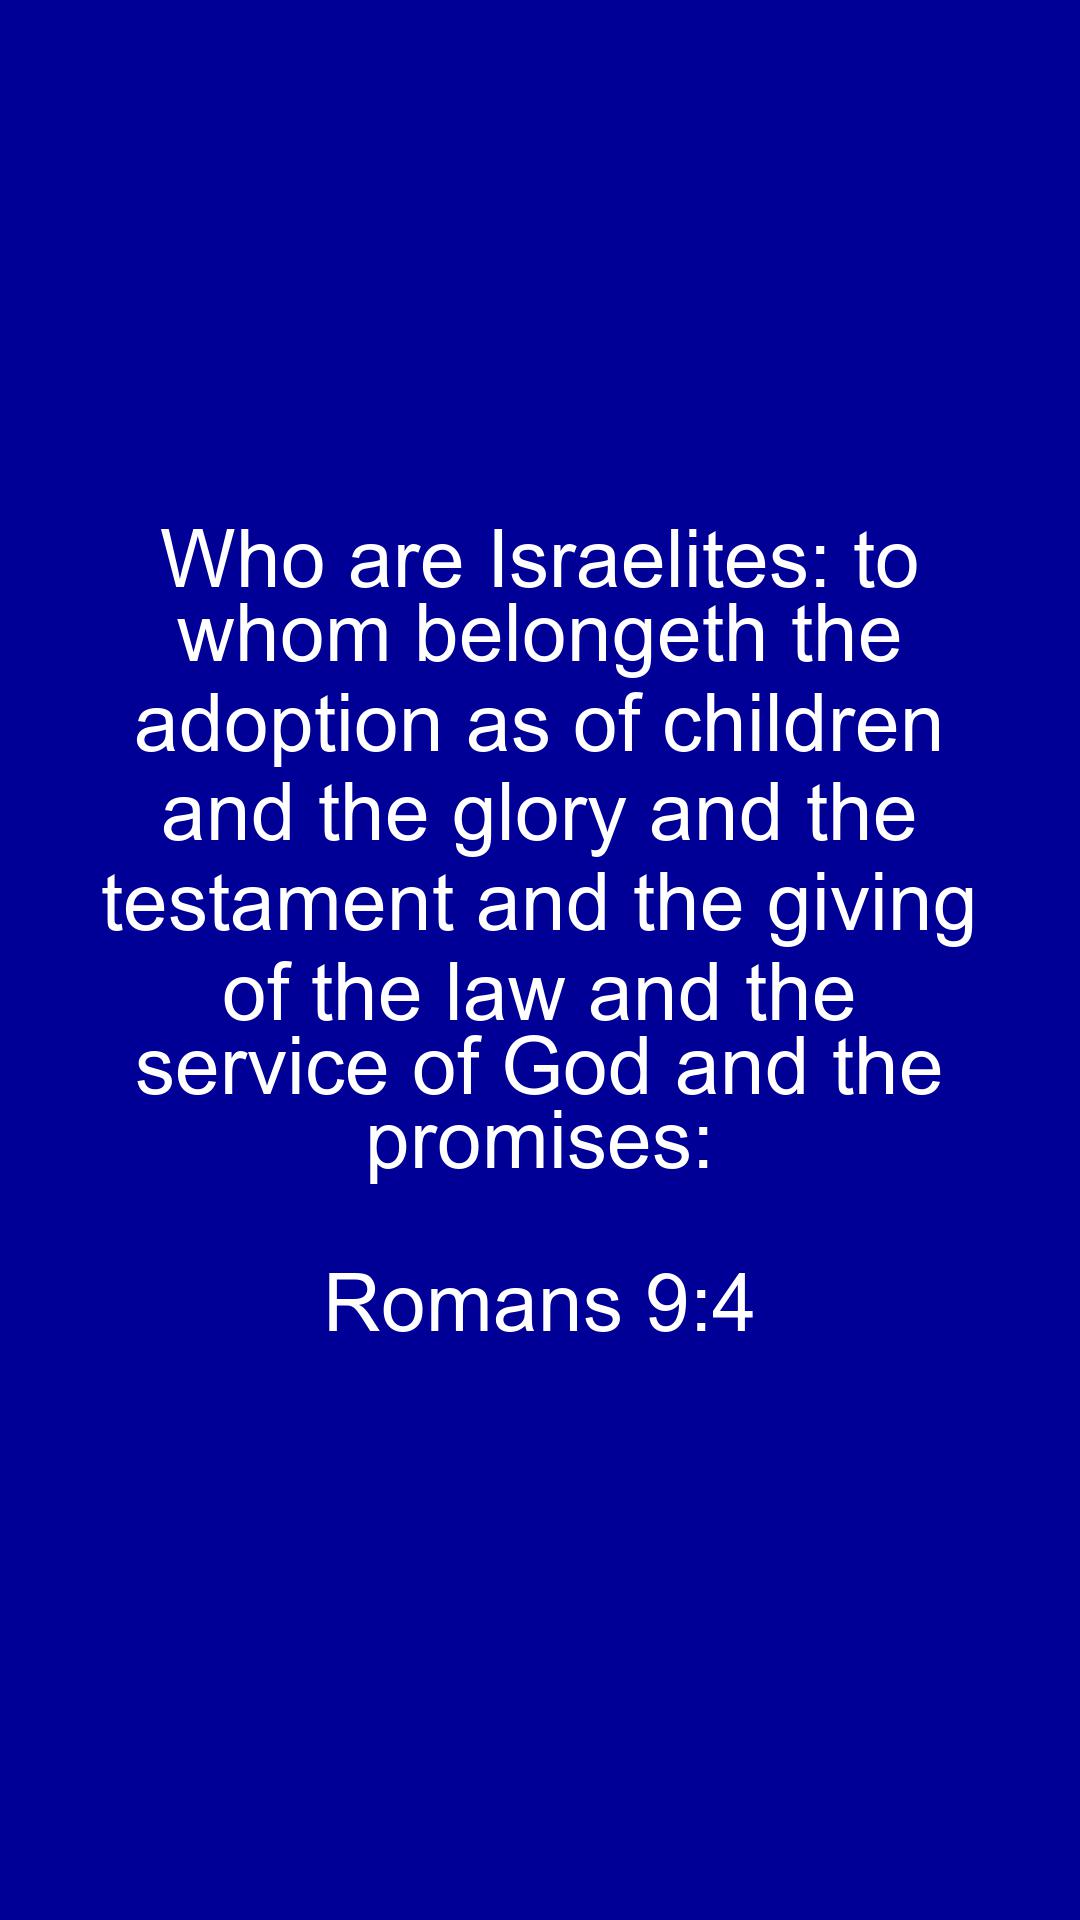 Who are Israelites: to
whom belongeth the
adoption as of children
and the glory and the
testament and the giving
of the law and the
service of God and the
promises:
Romans 9:4